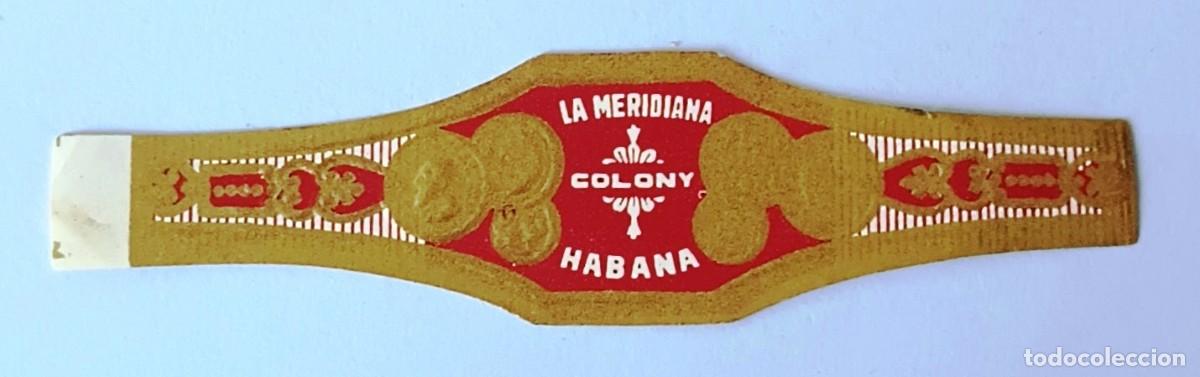 LA MERIDIANA
COLONY
HABANA
todocoleccion